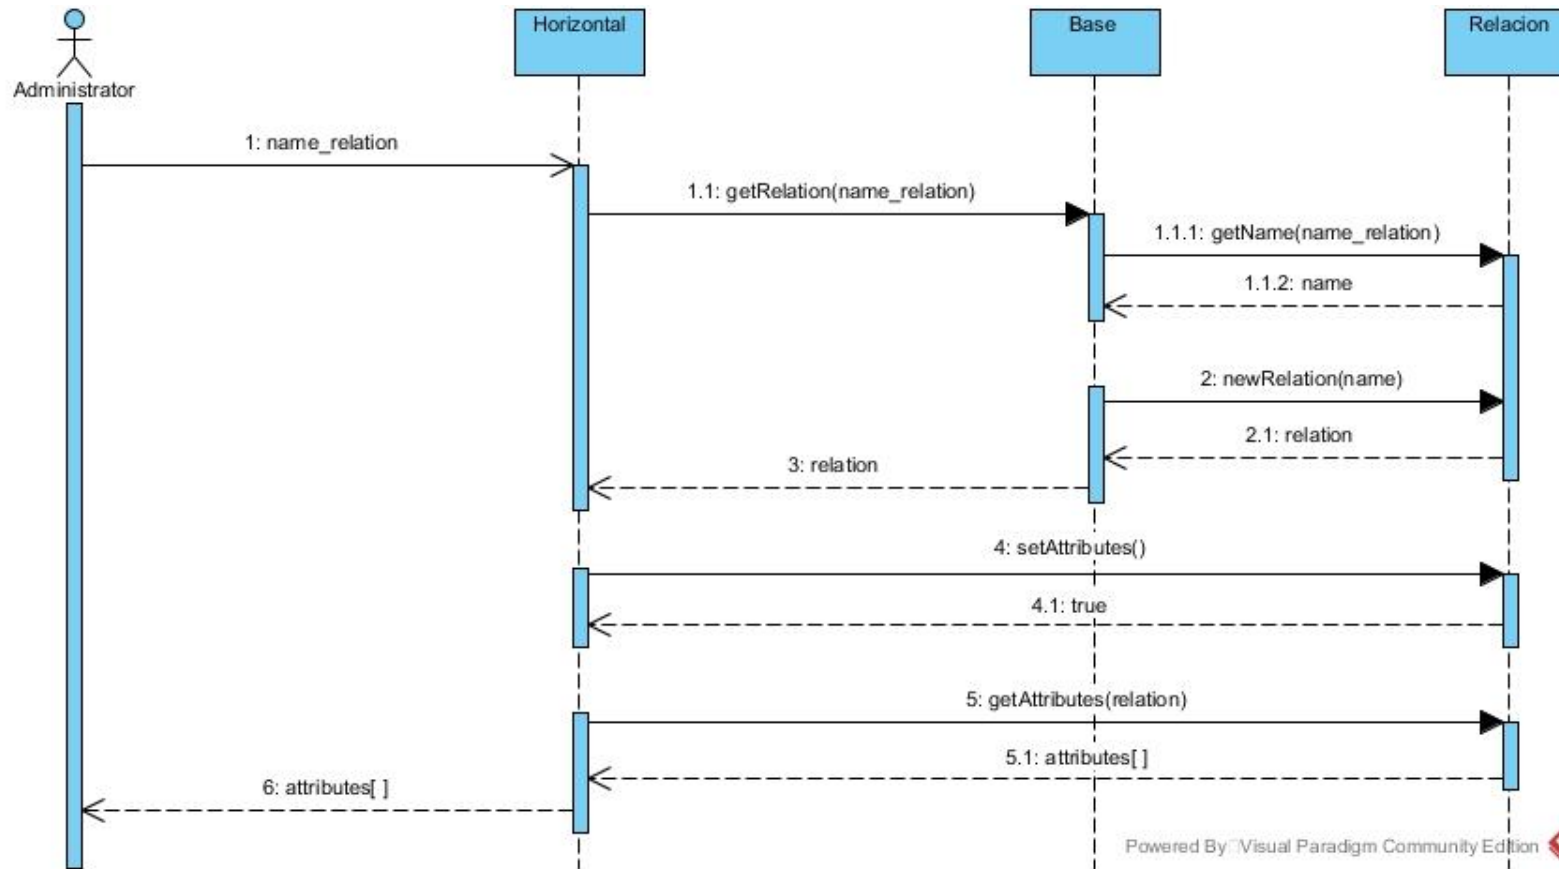 Horizontal
Base
Relacion
Administrator
1: name_relation
1.1: getRelation(name_relation)
1.1.1: getName(name_relation)
1.1.2: name
2: newRelation(name)
2.1: relation
3: relation
4: setAttributes()
4.1: true
5: getAttributes(relation)
5.1: attributes[ ]
6: attributes[ ]
Powered By Visual Paradigm Community Edition